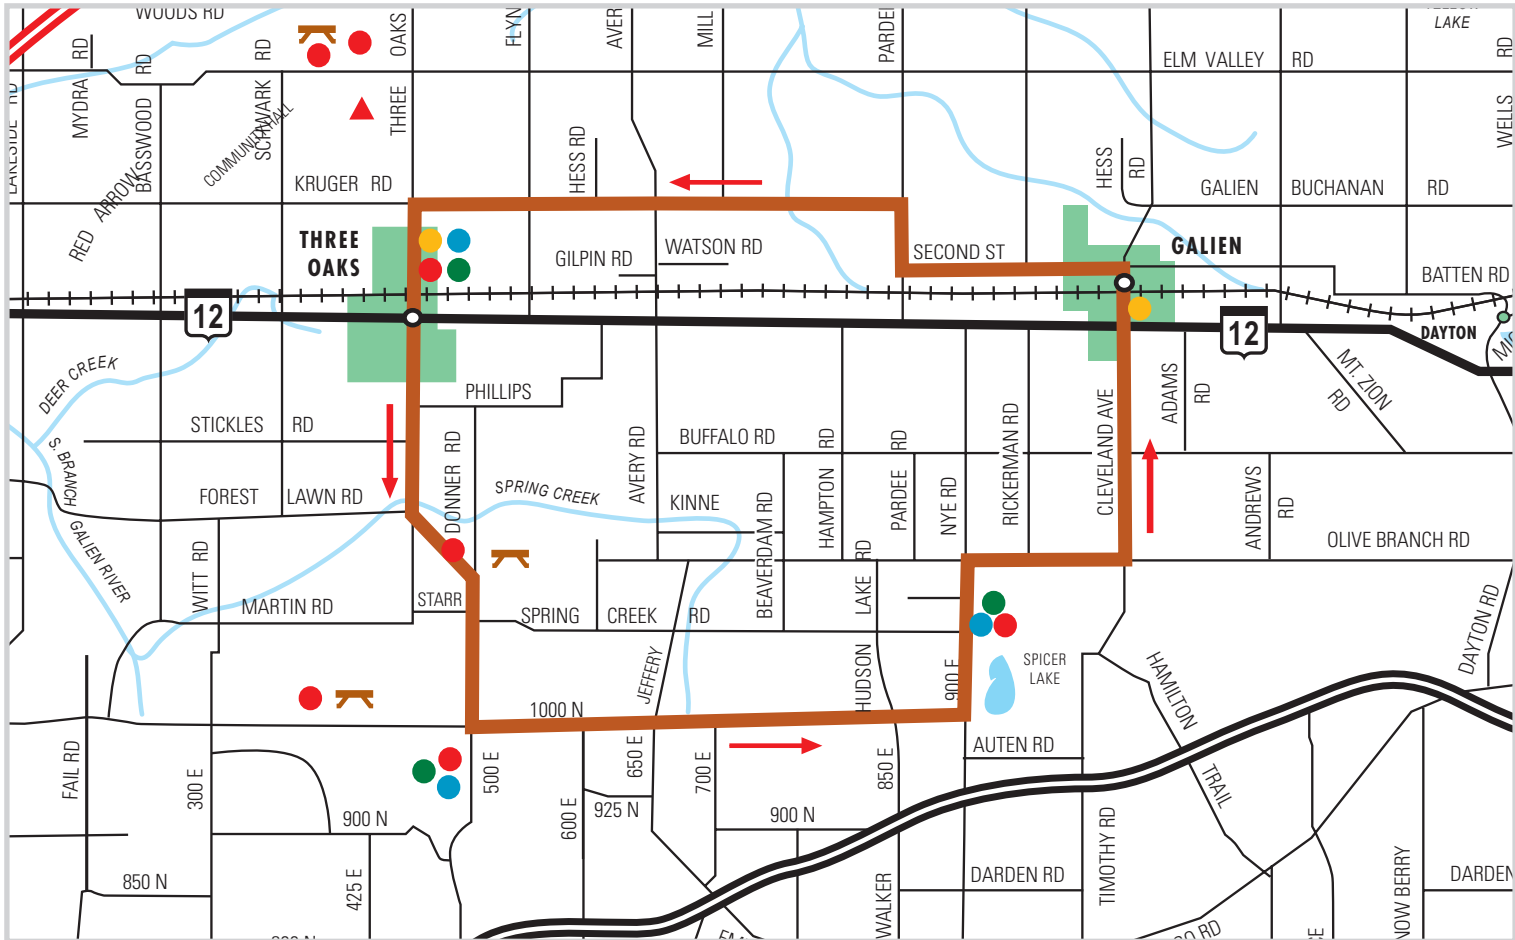 WOODS RD
LAKE
MYDRA RD
BASSWOOD RD
SCHWARK RD
THREE OAKS
FLYN
AVER
MILL
PARDEE
ELM VALLEY RD
WELLS RD
LAKESIDE RD
COMMUNITY HALL
RED ARROW
KRUGER RD
HESS RD
HESS RD
GALIEN BUCHANAN RD
THREE
OAKS
GILPIN RD
WATSON RD
SECOND ST
GALIEN
BATTEN RD
12
12
DAYTON
DEER CREEK
PHILLIPS
MT. ZION RD
ADAMS RD
STICKLES RD
S. BRANCH
GALIEN RIVER
FOREST LAWN RD
DONNER RD
SPRING CREEK
AVERY RD
BUFFALO RD
KINNE
BEAVERDAM RD
HAMPTON RD
PARDEE RD
NYE RD
RICKERMAN RD
CLEVELAND AVE
ANDREWS RD
OLIVE BRANCH RD
WITT RD
MARTIN RD
STARR
SPRING CREEK RD
HUDSON LAKE RD
JEFFERY
900 E
SPICER
LAKE
HAMILTON TRAIL
DAYTON RD
1000 N
AUTEN RD
FAIL RD
300 E
500 E
600 E
650 E
700 E
850 E
925 N
900 N
900 N
850 N
425 E
WALKER
DARDEN RD
TIMOTHY RD
DARDEN